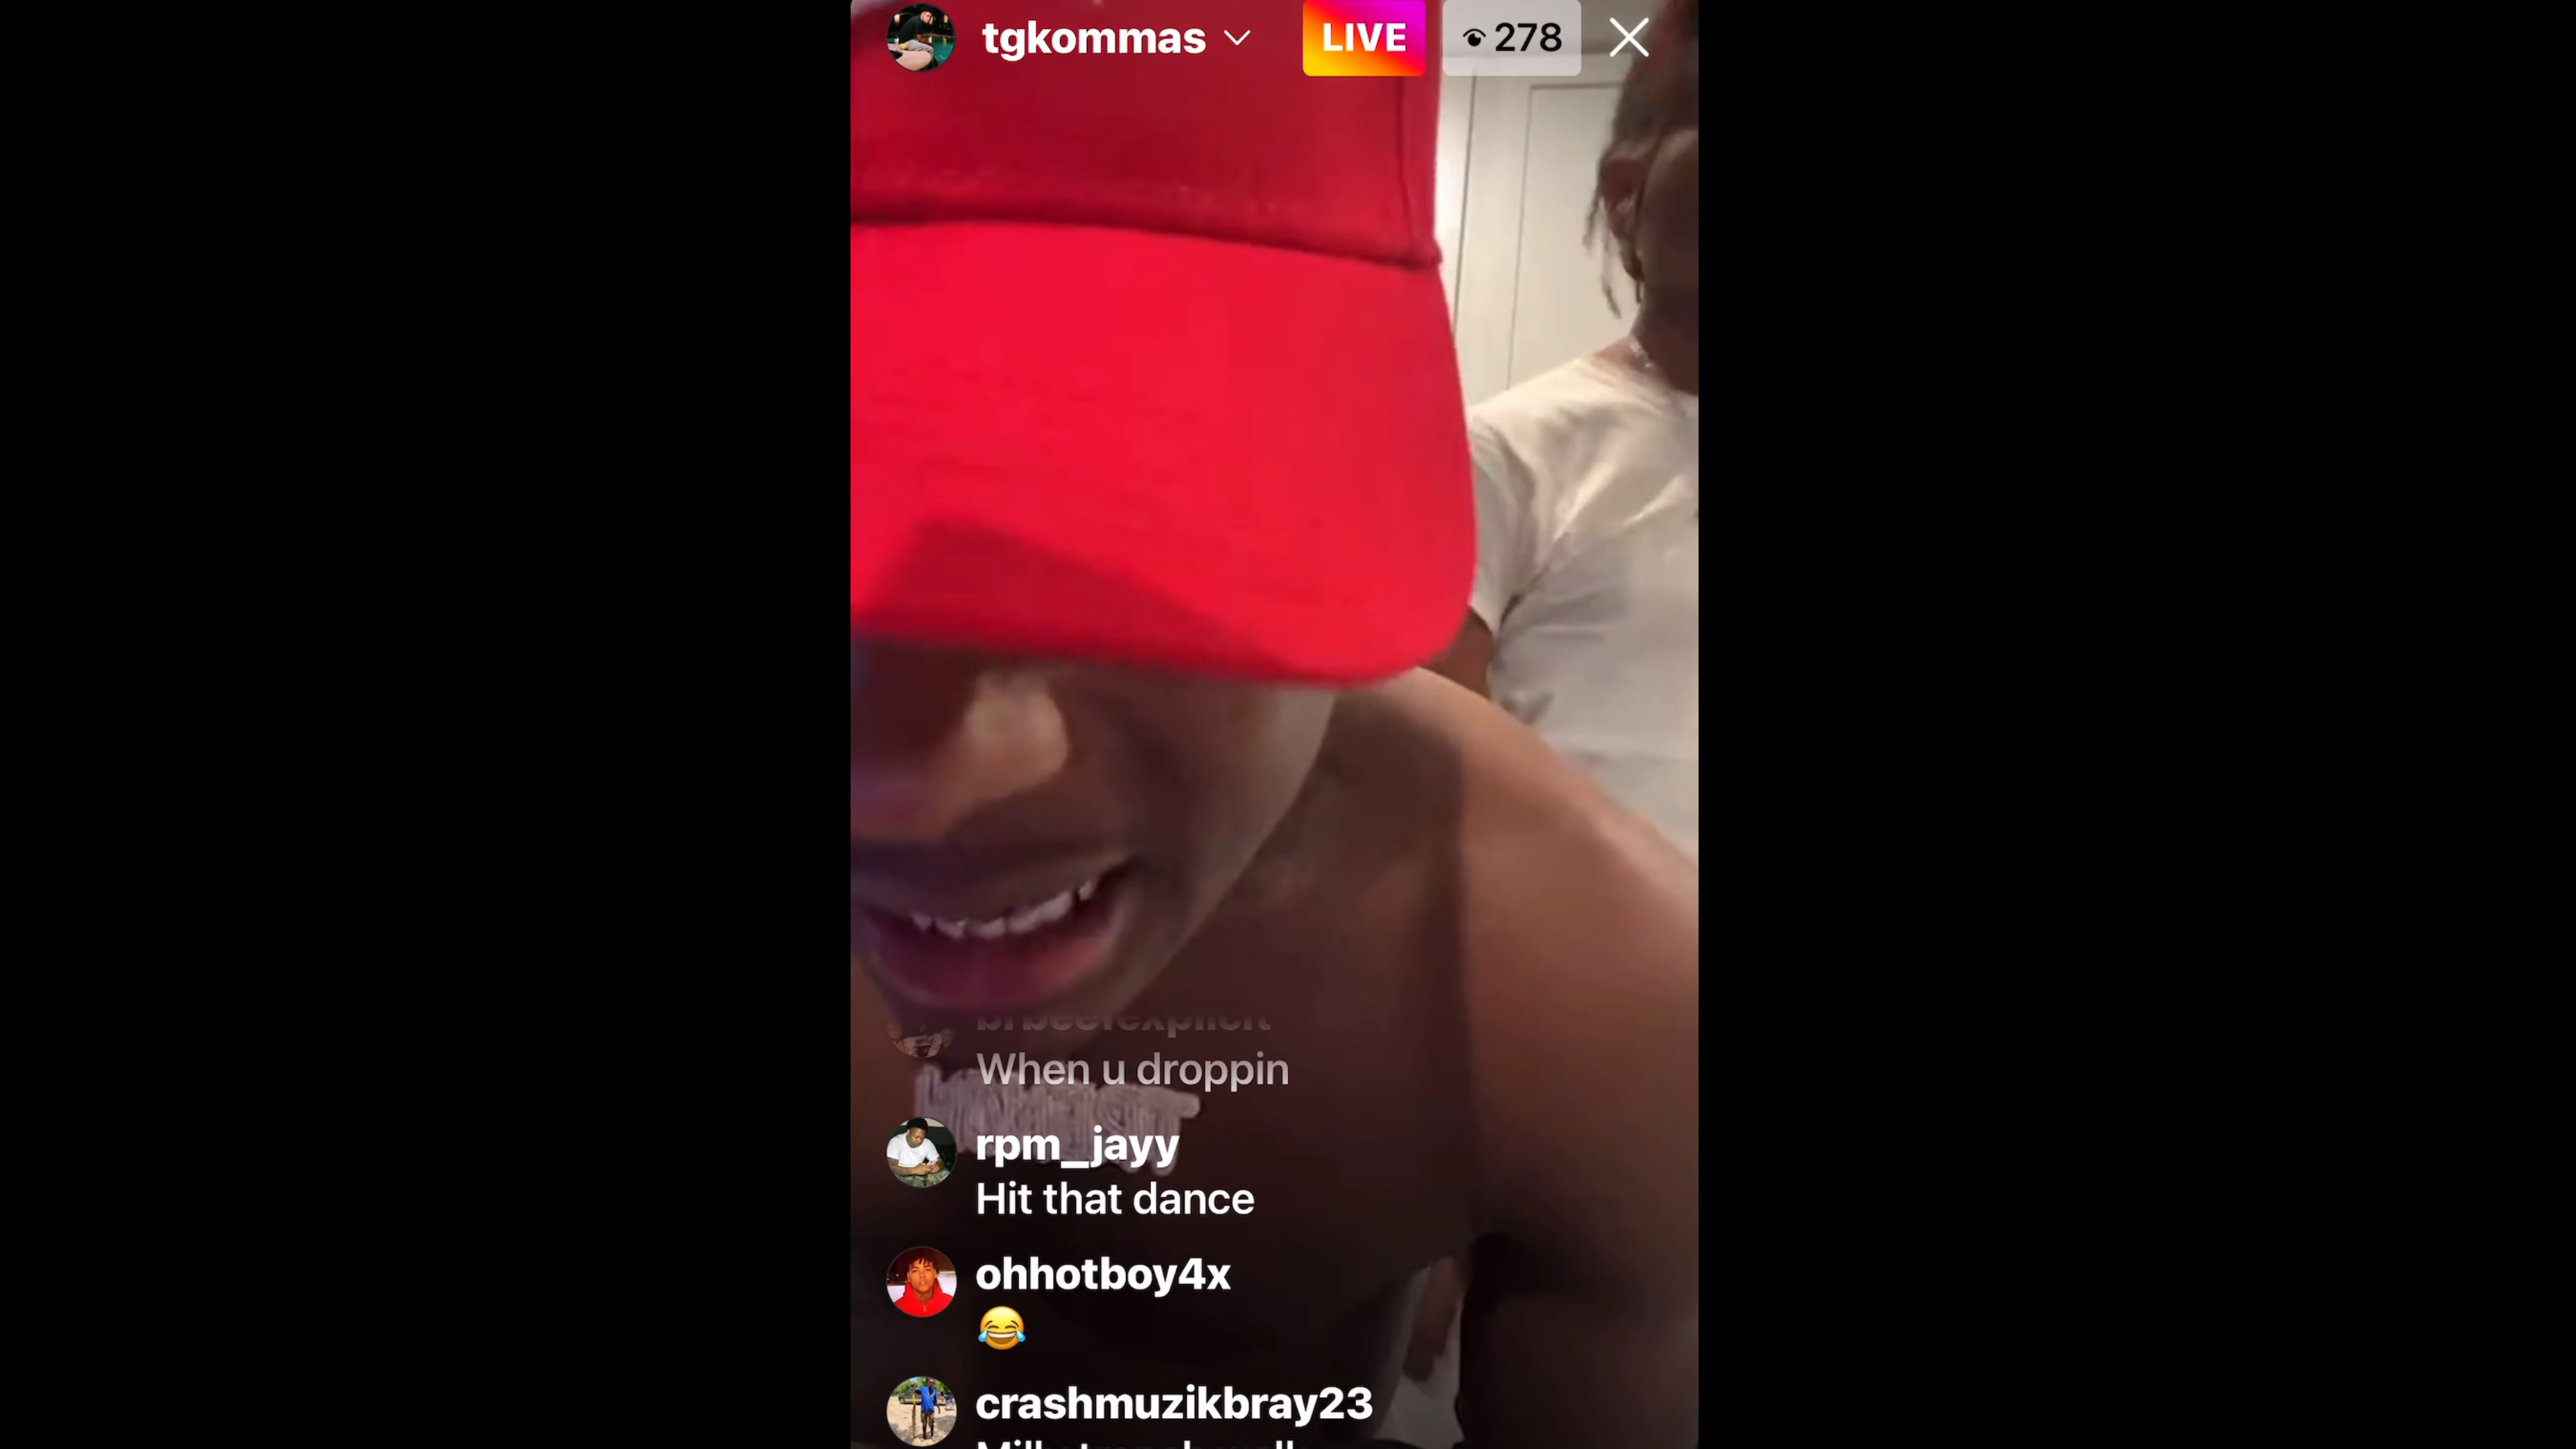 tgkommas
LIVE
278
When u droppin
rpm_jayy
Hit that dance
ohhotboy4x
😂
crashmuzikbray23